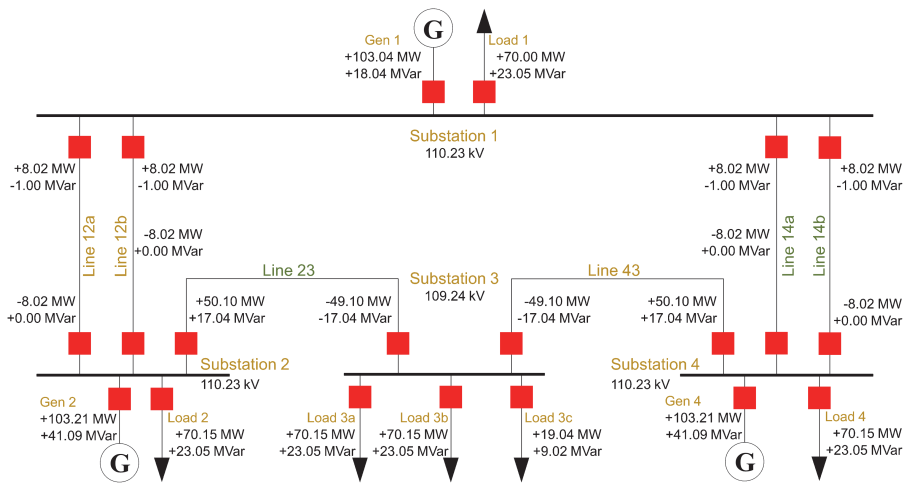 G
Gen 1
+103.04 MW
+18.04 MVar
Load 1
+70.00 MW
+23.05 MVar
Substation 1
110.23 kV
+8.02 MW
-1.00 MVar
+8.02 MW
-1.00 MVar
+8.02 MW
-1.00 MVar
+8.02 MW
-1.00 MVar
Line 12a
Line 12b
-8.02 MW
+0.00 MVar
-8.02 MW
+0.00 MVar
Line 14a
Line 14b
Line 23
Substation 3
109.24 kV
Line 43
-8.02 MW
+0.00 MVar
+50.10 MW
+17.04 MVar
-49.10 MW
-17.04 MVar
-49.10 MW
-17.04 MVar
+50.10 MW
+17.04 MVar
-8.02 MW
+0.00 MVar
Substation 2
110.23 kV
Substation 4
110.23 kV
Gen 2
+103.21 MW
+41.09 MVar
G
Load 2
+70.15 MW
+23.05 MVar
Load 3a
+70.15 MW
+23.05 MVar
Load 3b
+70.15 MW
+23.05 MVar
Load 3c
+19.04 MW
+9.02 MVar
Gen 4
+103.21 MW
+41.09 MVar
G
Load 4
+70.15 MW
+23.05 MVar